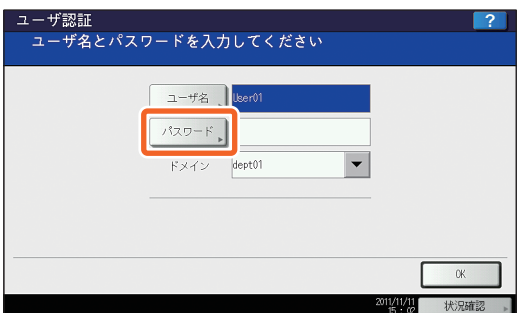 ユーザ認証
?
ユーザ名とパスワードを入力してください
ユーザ名 User01
パスワード
ドメイン dept01
OK
2011/11/11
15:02
状況確認